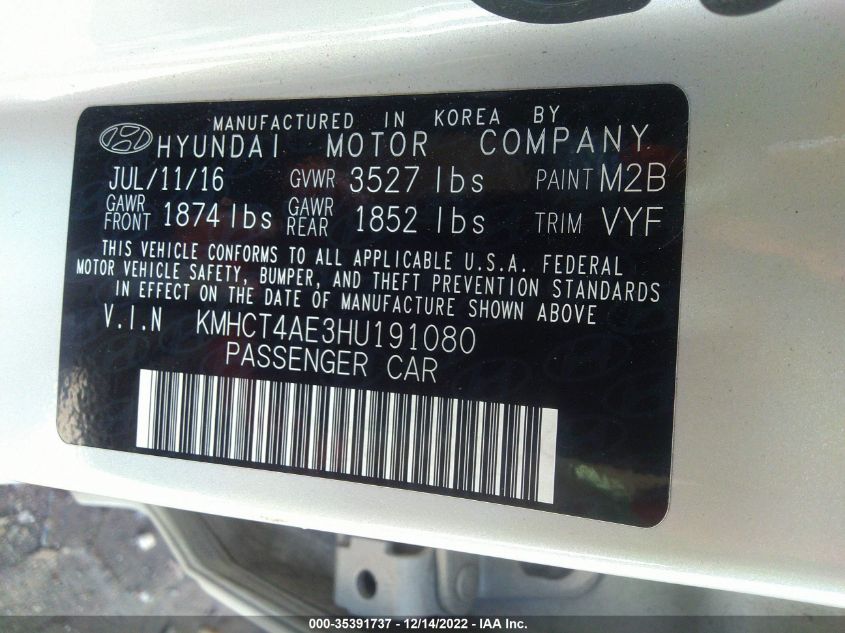 MANUFACTURED IN KOREA BY
HYUNDAI MOTOR COMPANY
JUL/11/16 GVWR 3527 lbs PAINT M2B
GAWR FRONT 1874 lbs GAWR REAR 1852 lbs TRIM VYF
THIS VEHICLE CONFORMS TO ALL APPLICABLE U.S.A. FEDERAL
MOTOR VEHICLE SAFETY, BUMPER, AND THEFT PREVENTION STANDARDS
IN EFFECT ON THE DATE OF MANUFACTURE SHOWN ABOVE
V.I.N KMHCT4AE3HU191080
PASSENGER CAR
000-35391737 - 12/14/2022 - IAA Inc.